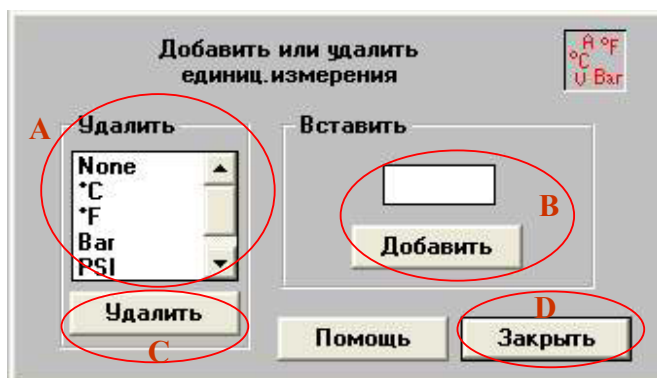 Добавить или удалить
единиц.измерения
A °F
°C
V Bar
A
Удалить
None
°C
°F
Bar
PSI
Удалить
C
Вставить
B
Добавить
D
Помощь
Закрыть